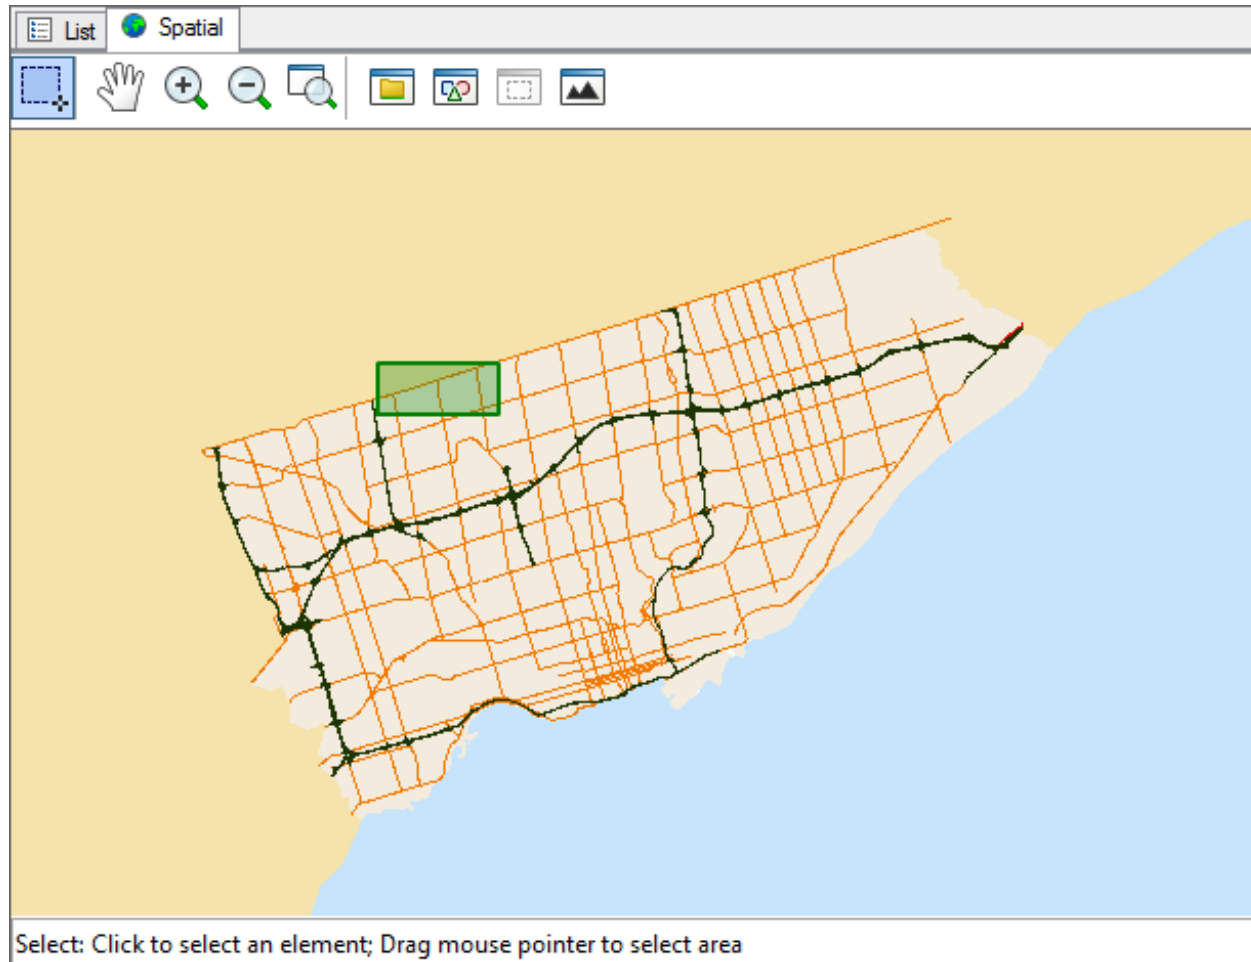 List
Spatial
Select: Click to select an element; Drag mouse pointer to select area